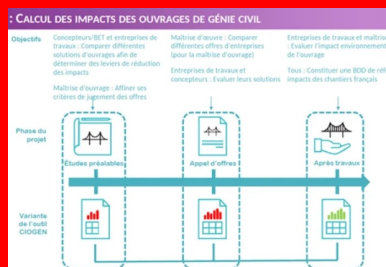 : CALCUL DES IMPACTS DES OUVRAGES DE GÉNIE CIVIL
Objectifs
Concepteurs/BET et entreprises de
travaux : Comparer différentes
solutions d'ouvrages afin de
déterminer des leviers de réduction
des impacts
Maîtrise d'ouvrage : Affiner ses
critères de jugement des offres
Maîtrise d'œuvre : Comparer
différentes offres d'entreprises
(pour la maîtrise d'ouvrage)
Entreprises de travaux et
concepteurs : Evaluer leurs solutions
Entreprises de travaux et maîtrise
: Evaluer l'impact environnement
de l'ouvrage
Tous : Constituer une BDD de réf
impacts des chantiers français
Phase du
projet
Études préalables
Appel d'offres
Après travaux
Variante
de l'outil
CIOGEN